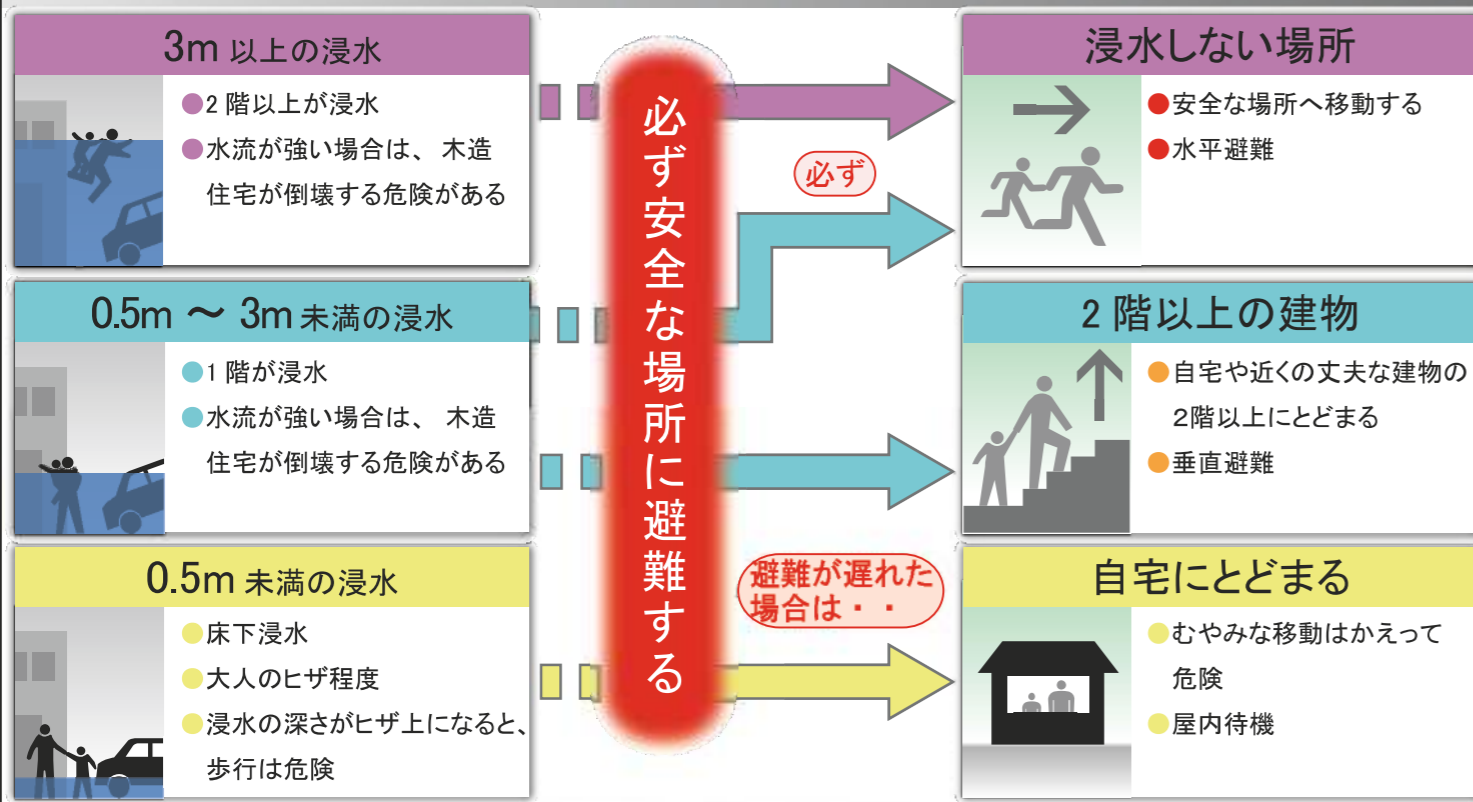 3m 以上の浸水
●2 階以上が浸水
●水流が強い場合は、 木造
住宅が倒壊する危険がある
0.5m ～ 3m 未満の浸水
●1 階が浸水
●水流が強い場合は、 木造
住宅が倒壊する危険がある
0.5m 未満の浸水
●床下浸水
●大人のヒザ程度
●浸水の深さがヒザ上になると、
歩行は危険
必ず安全な場所に避難する
必ず
避難が遅れた
場合は・・
浸水しない場所
●安全な場所へ移動する
●水平避難
2 階以上の建物
●自宅や近くの丈夫な建物の
２階以上にとどまる
●垂直避難
自宅にとどまる
●むやみな移動はかえって
危険
●屋内待機